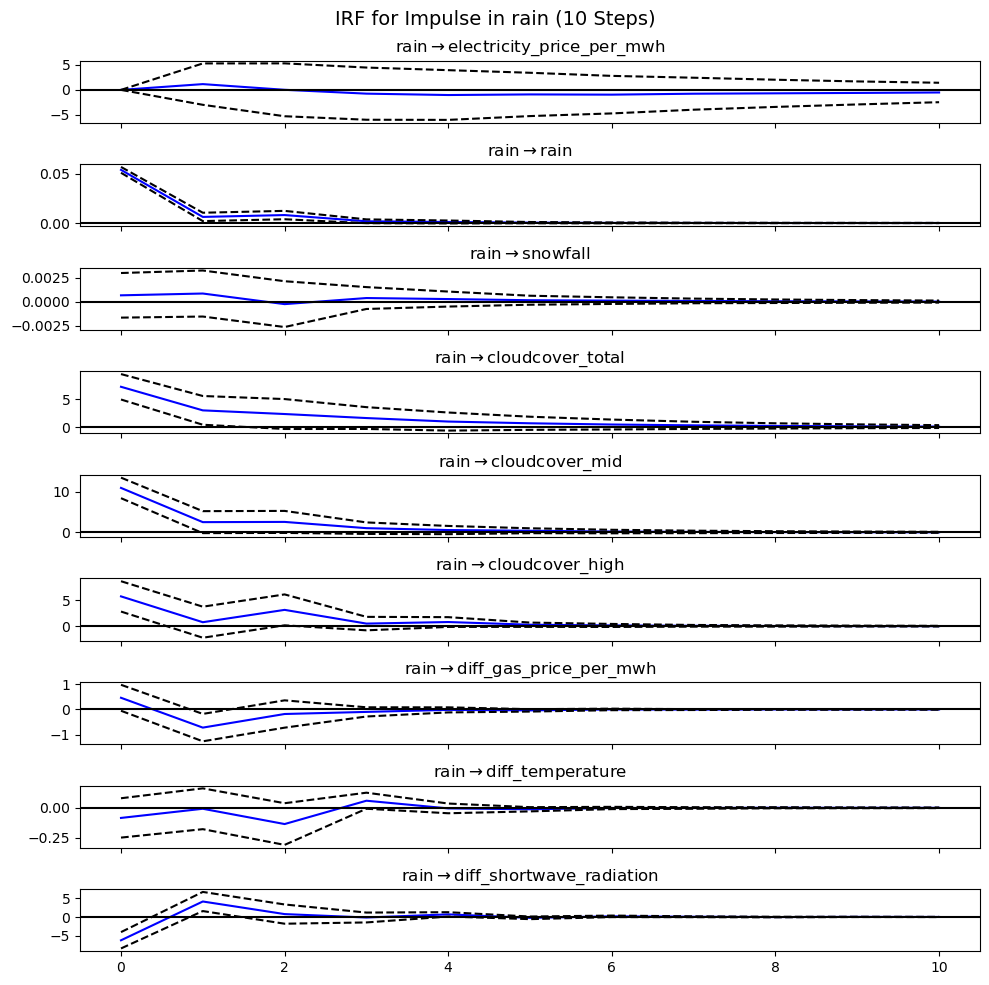 IRF for Impulse in rain (10 Steps)
rain→electricity_price_per_mwh
5
0
−5
rain→rain
0.05
0.00
rain→snowfall
0.0025
0.0000
−0.0025
rain→cloudcover_total
5
0
rain→cloudcover_mid
10
0
rain→cloudcover_high
5
0
rain→diff_gas_price_per_mwh
1
0
−1
rain→diff_temperature
0.00
−0.25
rain→diff_shortwave_radiation
5
0
−5
0 2 4 6 8 10